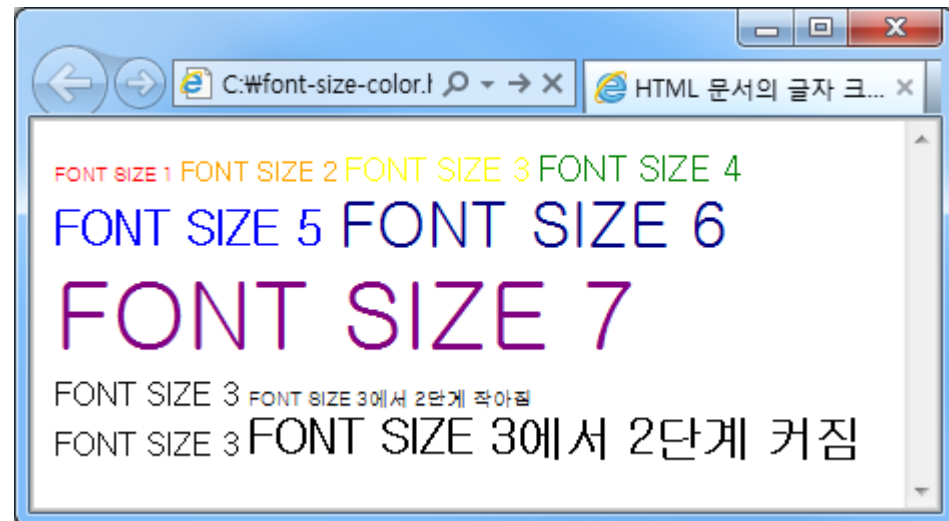 C:₩font-size-color.h
HTML 문서의 글자 크...
FONT SIZE 1 FONT SIZE 2 FONT SIZE 3 FONT SIZE 4
FONT SIZE 5 FONT SIZE 6
FONT SIZE 7
FONT SIZE 3 FONT SIZE 3에서 2단계 작아짐
FONT SIZE 3 FONT SIZE 3에서 2단계 커짐